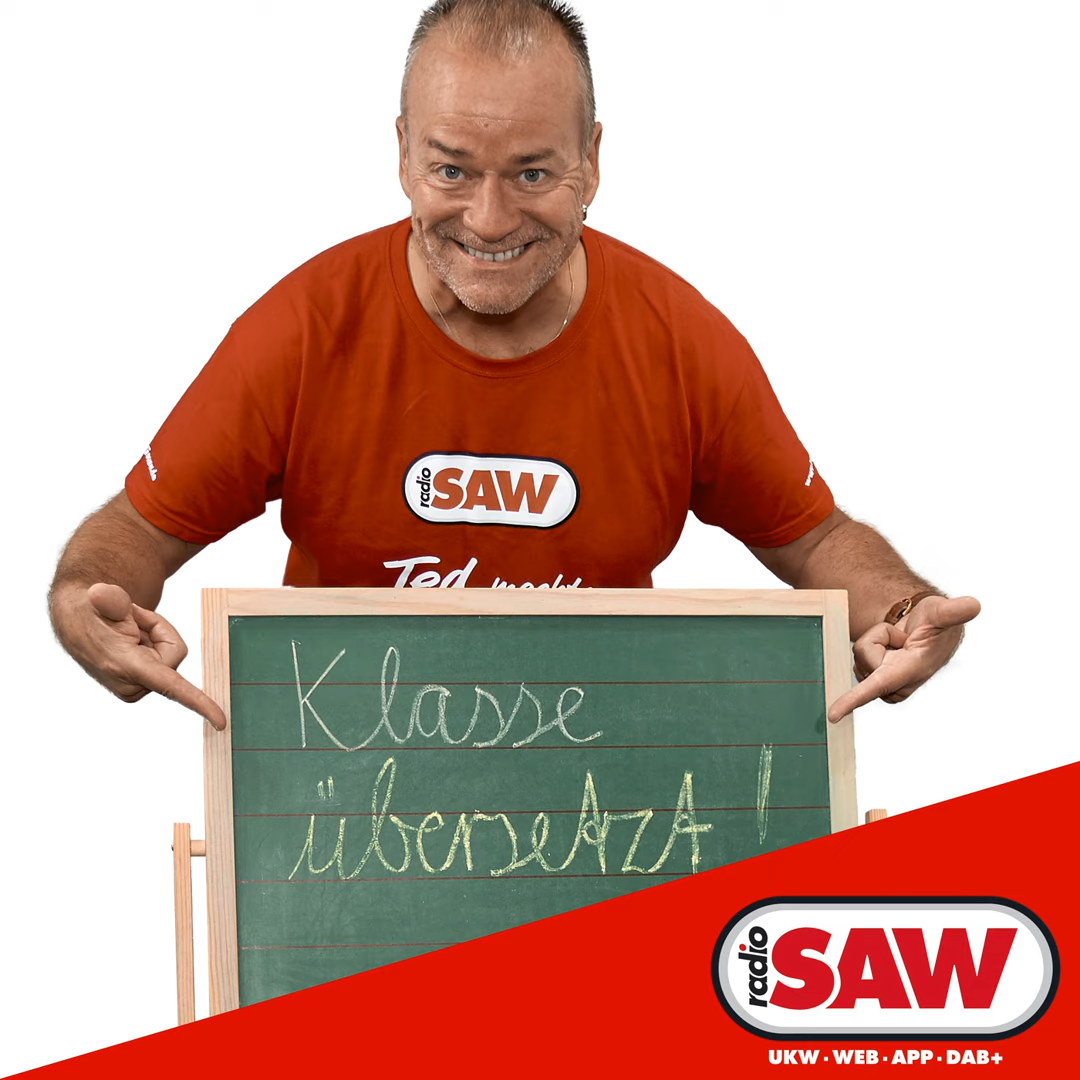 radio SAW
Ted
Klasse
übersetzt!
radio SAW
UKW · WEB · APP · DAB+